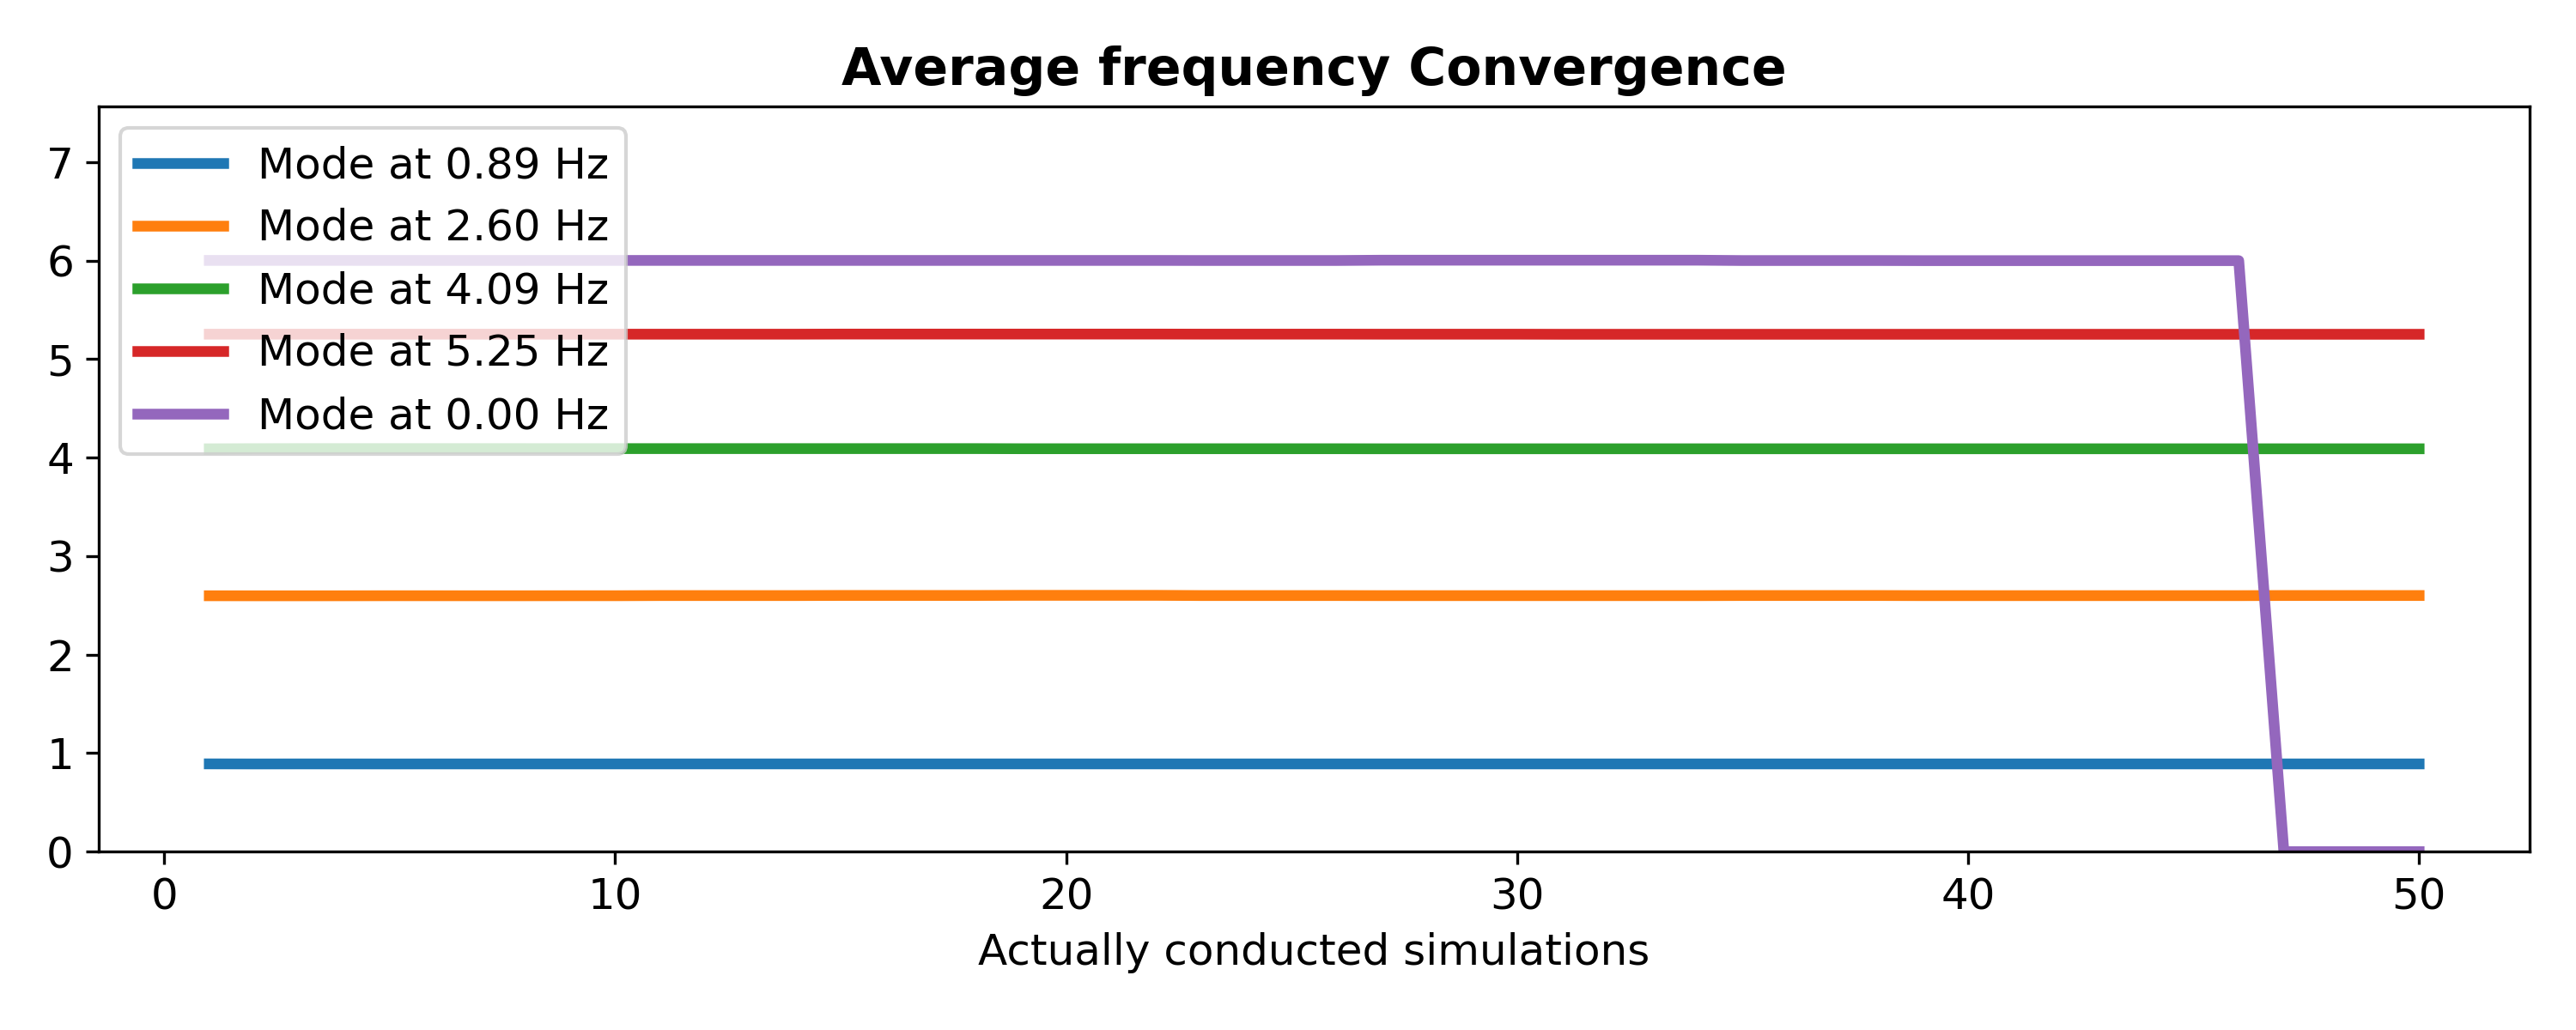 Average frequency Convergence
Mode at 0.89 Hz
Mode at 2.60 Hz
Mode at 4.09 Hz
Mode at 5.25 Hz
Mode at 0.00 Hz
7
6
5
4
3
2
1
0
0 10 20 30 40 50
Actually conducted simulations